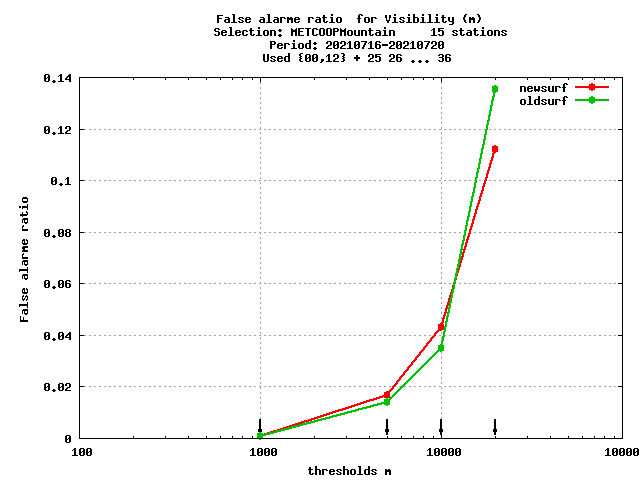 False alarme ratio  for Visibility (m)
Selection: METCOOPMountain     15 stations
Period: 20210716-20210720
Used {00,12} + 25 26 ... 36
newsurf
oldsurf
0.14
0.12
0.1
0.08
0.06
0.04
0.02
0
False alarme ratio
100 1000 10000 10000
thresholds m